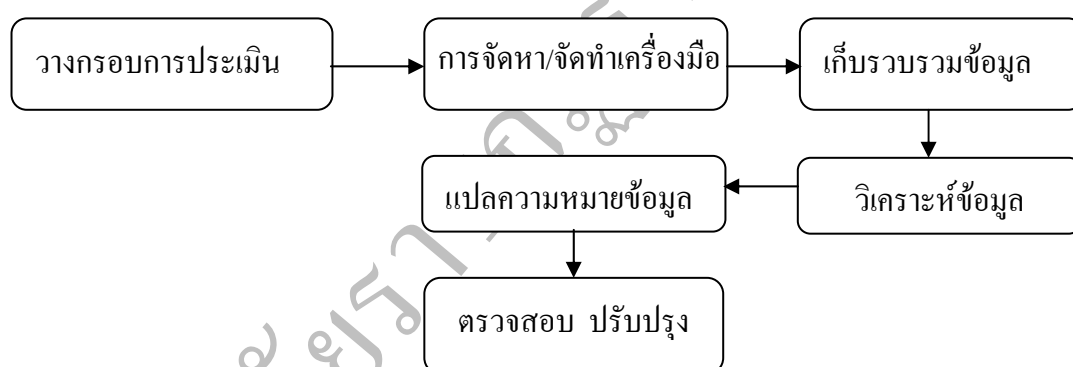 วางกรอบการประเมิน
การจัดหา/จัดทำเครื่องมือ
เก็บรวบรวมข้อมูล
วิเคราะห์ข้อมูล
แปลความหมายข้อมูล
ตรวจสอบ ปรับปรุง